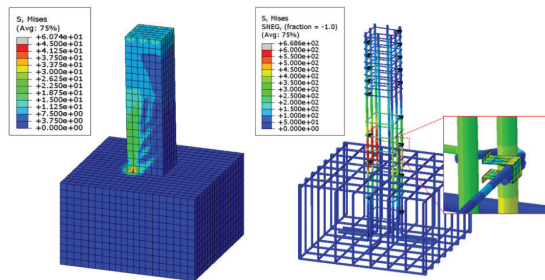 S, Mises
(Avg: 75%)
+6.074e+01
+4.500e+01
+4.125e+01
+3.750e+01
+3.375e+01
+3.000e+01
+2.625e+01
+2.250e+01
+1.875e+01
+1.500e+01
+1.125e+01
+7.500e+00
+3.750e+00
+0.000e+00
S, Mises
SNEG, (fraction = -1.0)
(Avg: 75%)
+6.686e+02
+6.000e+02
+5.500e+02
+5.000e+02
+4.500e+02
+4.000e+02
+3.500e+02
+3.000e+02
+2.500e+02
+2.000e+02
+1.500e+02
+1.000e+02
+5.000e+01
+0.000e+00